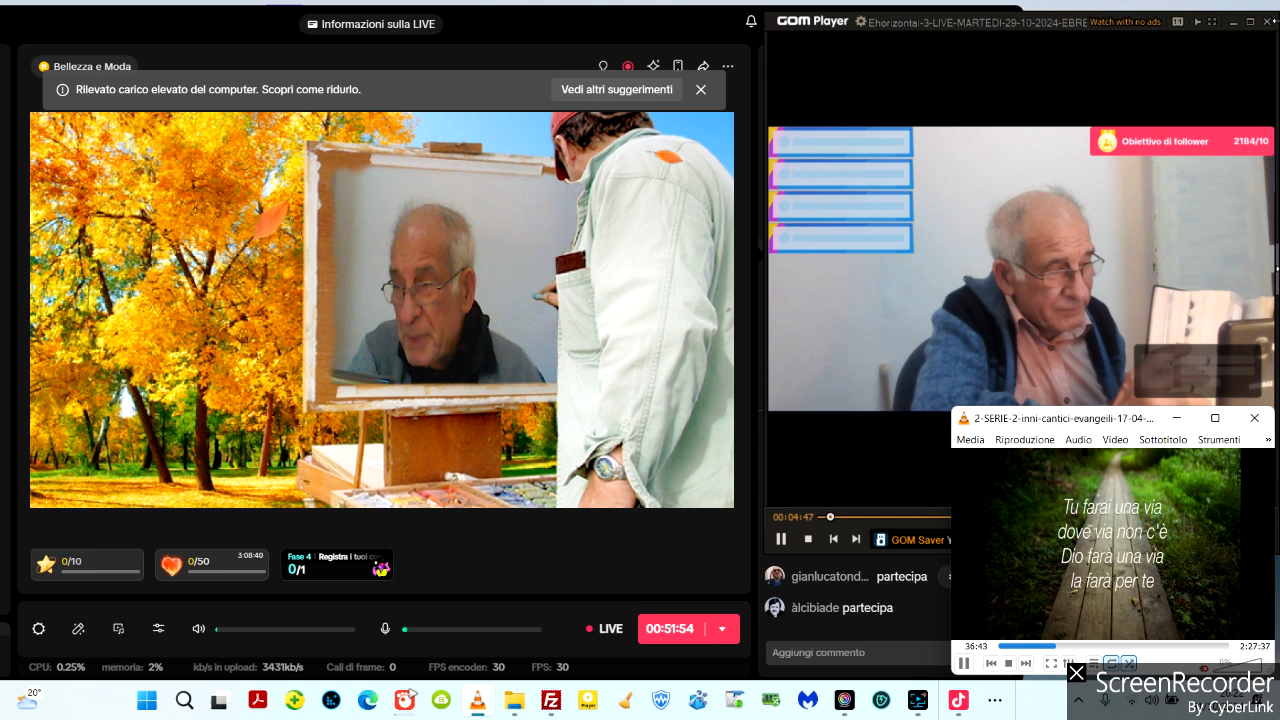 Informazioni sulla LIVE
Bellezza e Moda
Rilevato carico elevato del computer. Scopri come ridurlo.
Vedi altri suggerimenti
0/10
0/50
3:08:40
Fase 4 | Registra i tuoi co
0/1
LIVE
00:51:54
CPU: 0.25%
memoria: 2%
kb/s in upload: 3431kb/s
Cali di frame: 0
FPS encoder: 30
FPS: 30
GOM Player
Ehorizontal-3-LIVE-MARTEDI-29-10-2024-EBRE
Watch with no ads
Obiettivo di follower
2184/10
00:04:47
GOM Saver
gianlucatond... partecipa
àlcibiade partecipa
Aggiungi commento
2-SERIE-2-inni-cantici-evangeili-17-04-...
Media Riproduzione Audio Video Sottotitolo Strumenti »
Tu farai una via
dove via non c'è
Dio farà una via
la farà per te
36:43
2:27:37
ScreenRecorder
By CyberLink
20°
Player
20:22